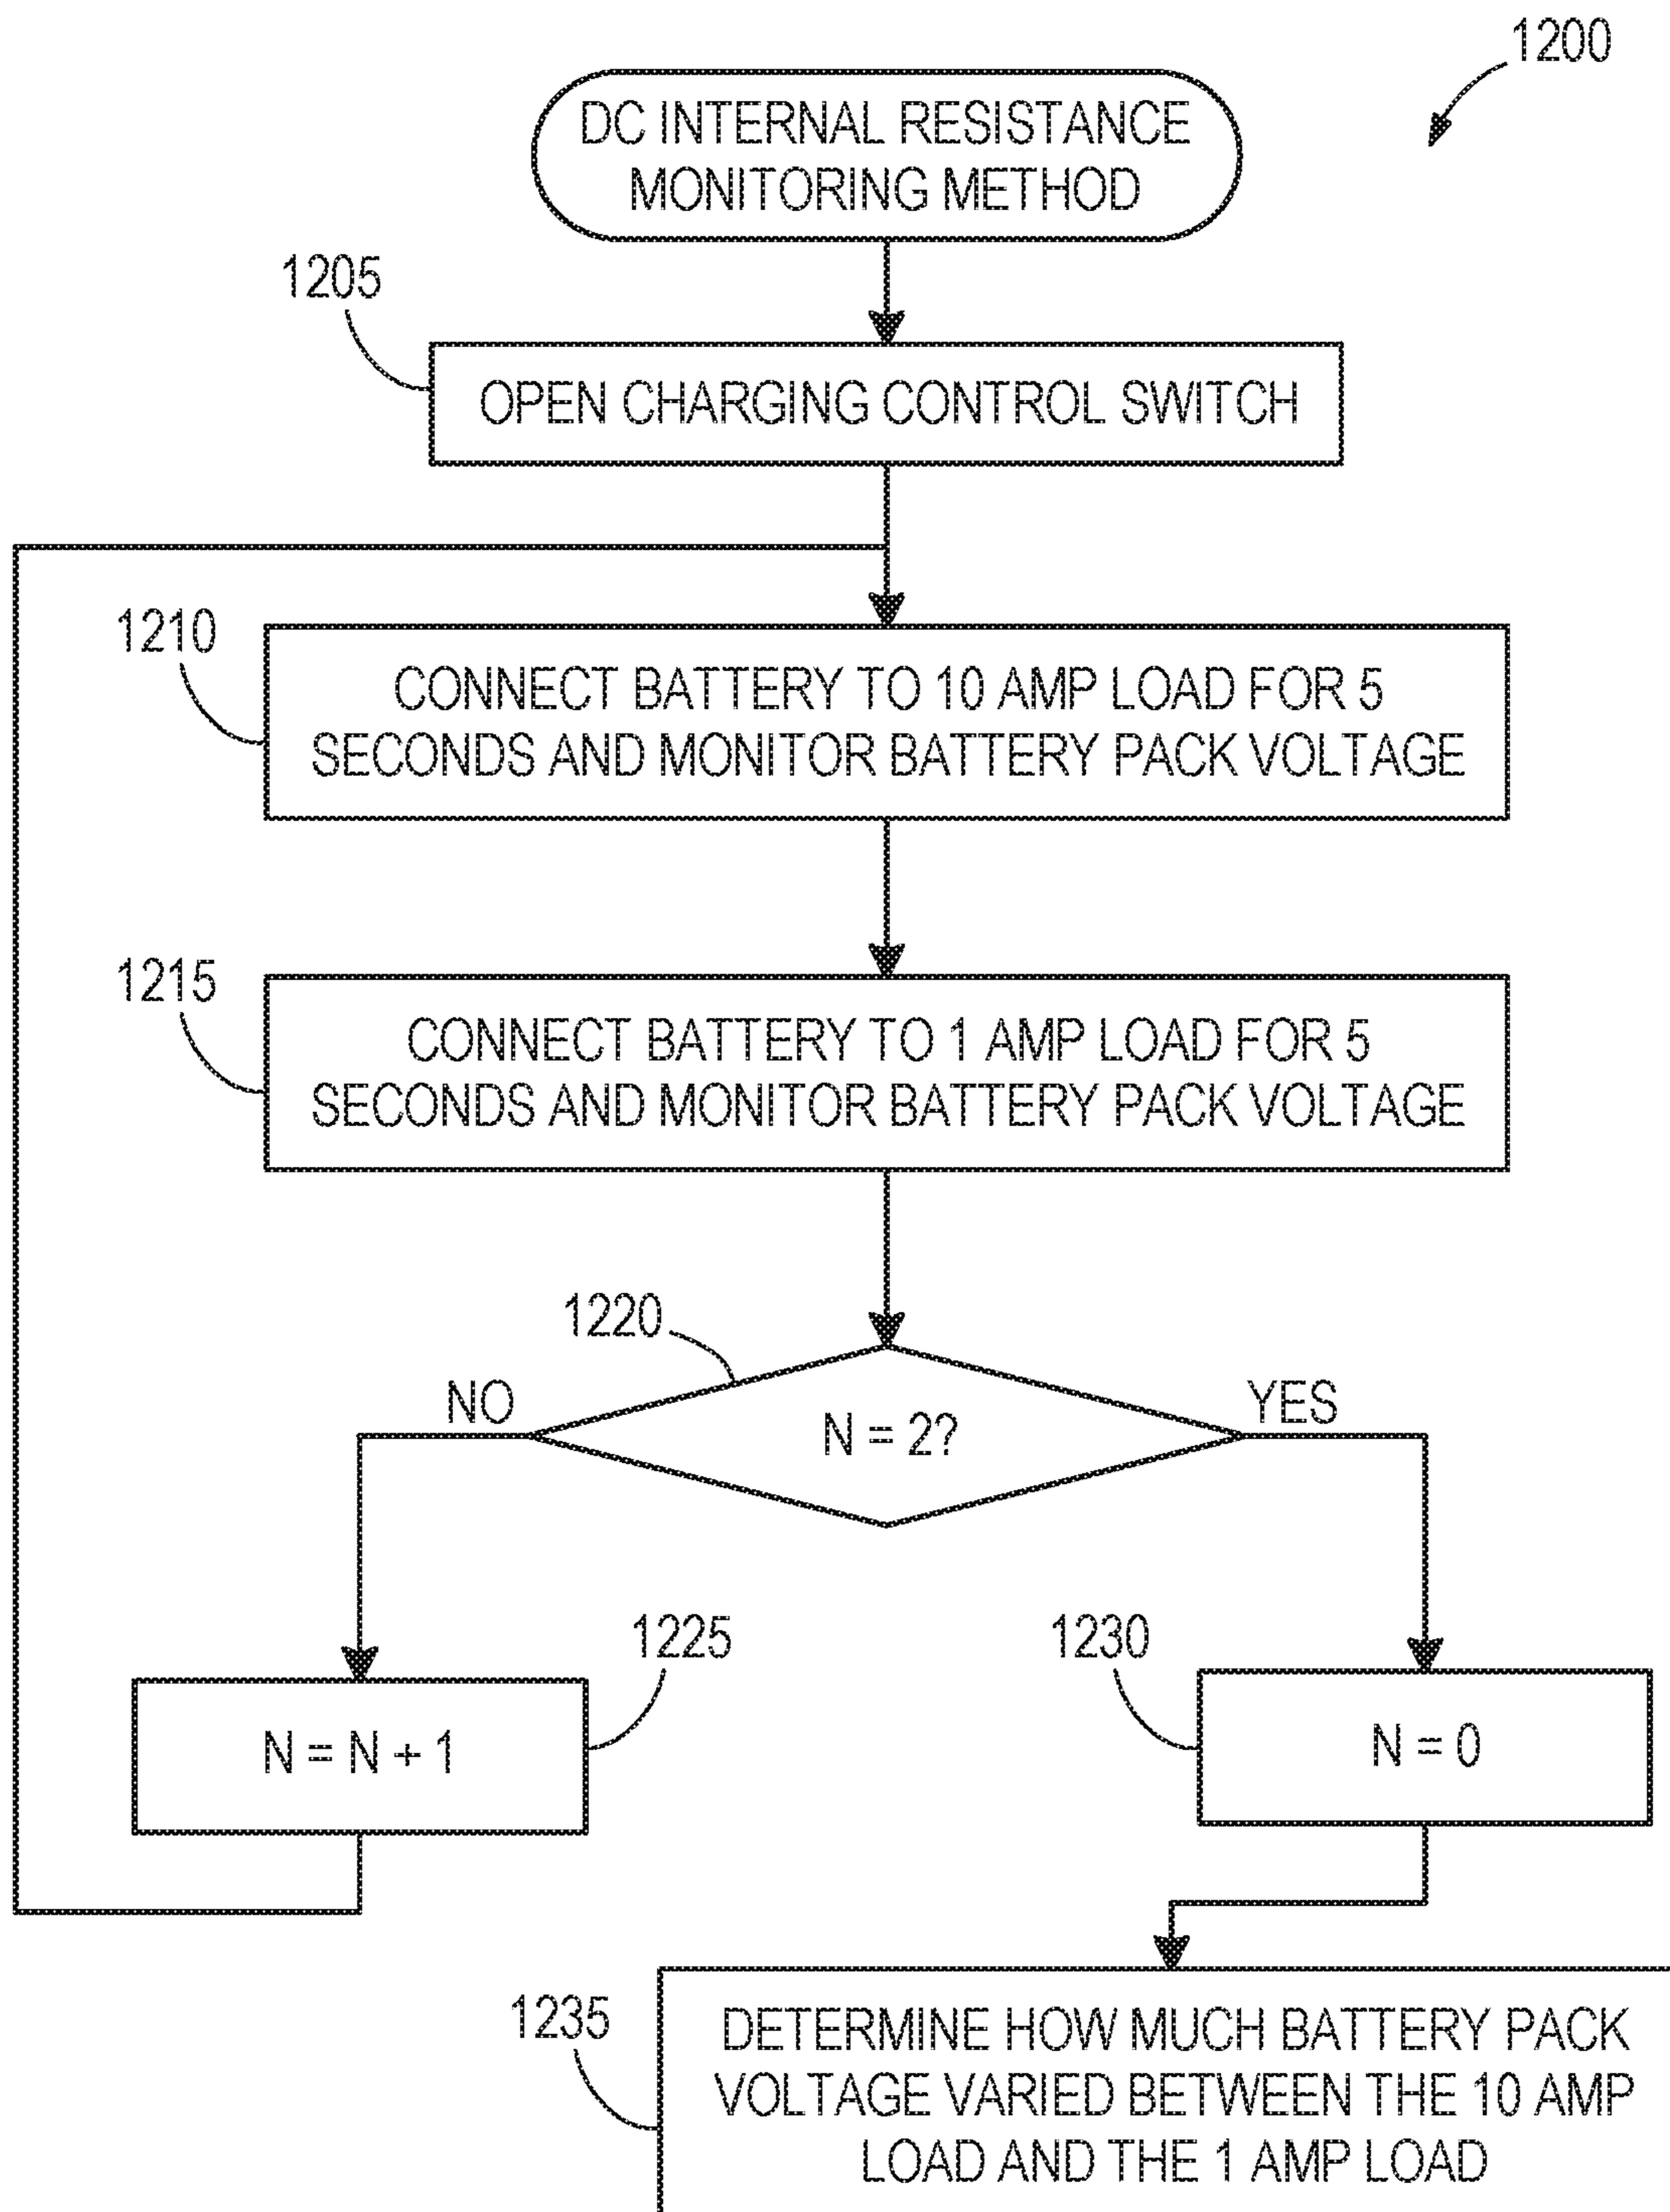 1200
DC INTERNAL RESISTANCE
MONITORING METHOD
1205
OPEN CHARGING CONTROL SWITCH
1210
CONNECT BATTERY TO 10 AMP LOAD FOR 5
SECONDS AND MONITOR BATTERY PACK VOLTAGE
1215
CONNECT BATTERY TO 1 AMP LOAD FOR 5
SECONDS AND MONITOR BATTERY PACK VOLTAGE
1220
NO
N = 2?
YES
1225
N = N + 1
1230
N = 0
1235
DETERMINE HOW MUCH BATTERY PACK
VOLTAGE VARIED BETWEEN THE 10 AMP
LOAD AND THE 1 AMP LOAD